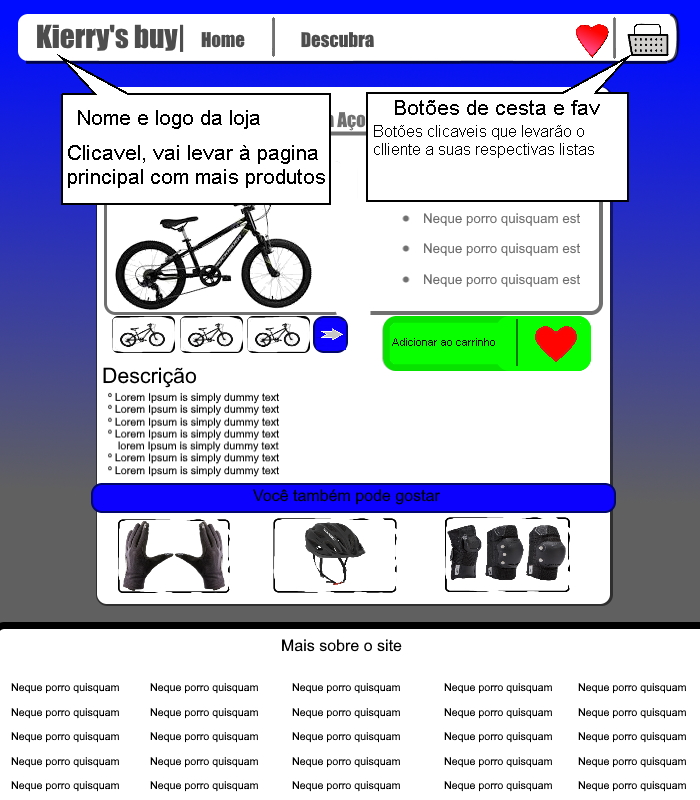 Kierry's buy| Home Descubra
Nome e logo da loja
Clicavel, vai levar à pagina
principal com mais produtos
Botões de cesta e fav
Botões clicaveis que levarão o
clliente a suas respectivas listas
Aço
Neque porro quisquam est
Neque porro quisquam est
Neque porro quisquam est
Adicionar ao carrinho
Descrição
º Lorem Ipsum is simply dummy text
º Lorem Ipsum is simply dummy text
º Lorem Ipsum is simply dummy text
º Lorem Ipsum is simply dummy text
lorem Ipsum is simply dummy text
º Lorem Ipsum is simply dummy text
º Lorem Ipsum is simply dummy text
Você também pode gostar
Mais sobre o site
Neque porro quisquam Neque porro quisquam Neque porro quisquam Neque porro quisquam Neque porro quisquam
Neque porro quisquam Neque porro quisquam Neque porro quisquam Neque porro quisquam Neque porro quisquam
Neque porro quisquam Neque porro quisquam Neque porro quisquam Neque porro quisquam Neque porro quisquam
Neque porro quisquam Neque porro quisquam Neque porro quisquam Neque porro quisquam Neque porro quisquam
Neque porro quisquam Neque porro quisquam Neque porro quisquam Neque porro quisquam Neque porro quisquam